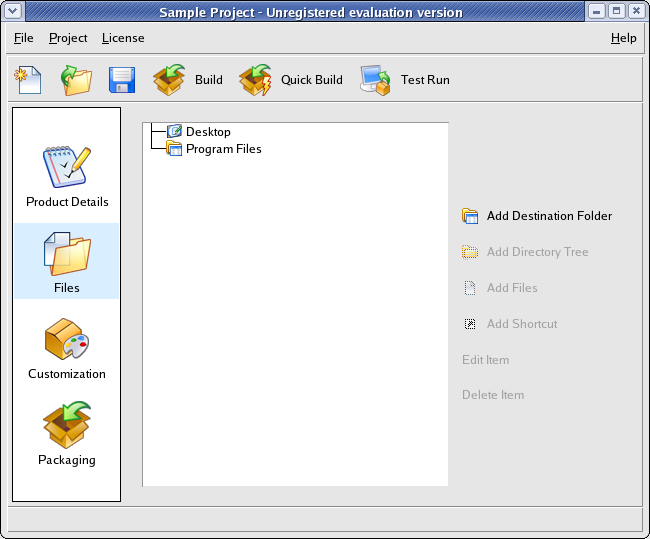 Sample Project - Unregistered evaluation version
File Project License Help
Build Quick Build Test Run
Product Details
Files
Customization
Packaging
Desktop
Program Files
Add Destination Folder
Add Directory Tree
Add Files
Add Shortcut
Edit Item
Delete Item